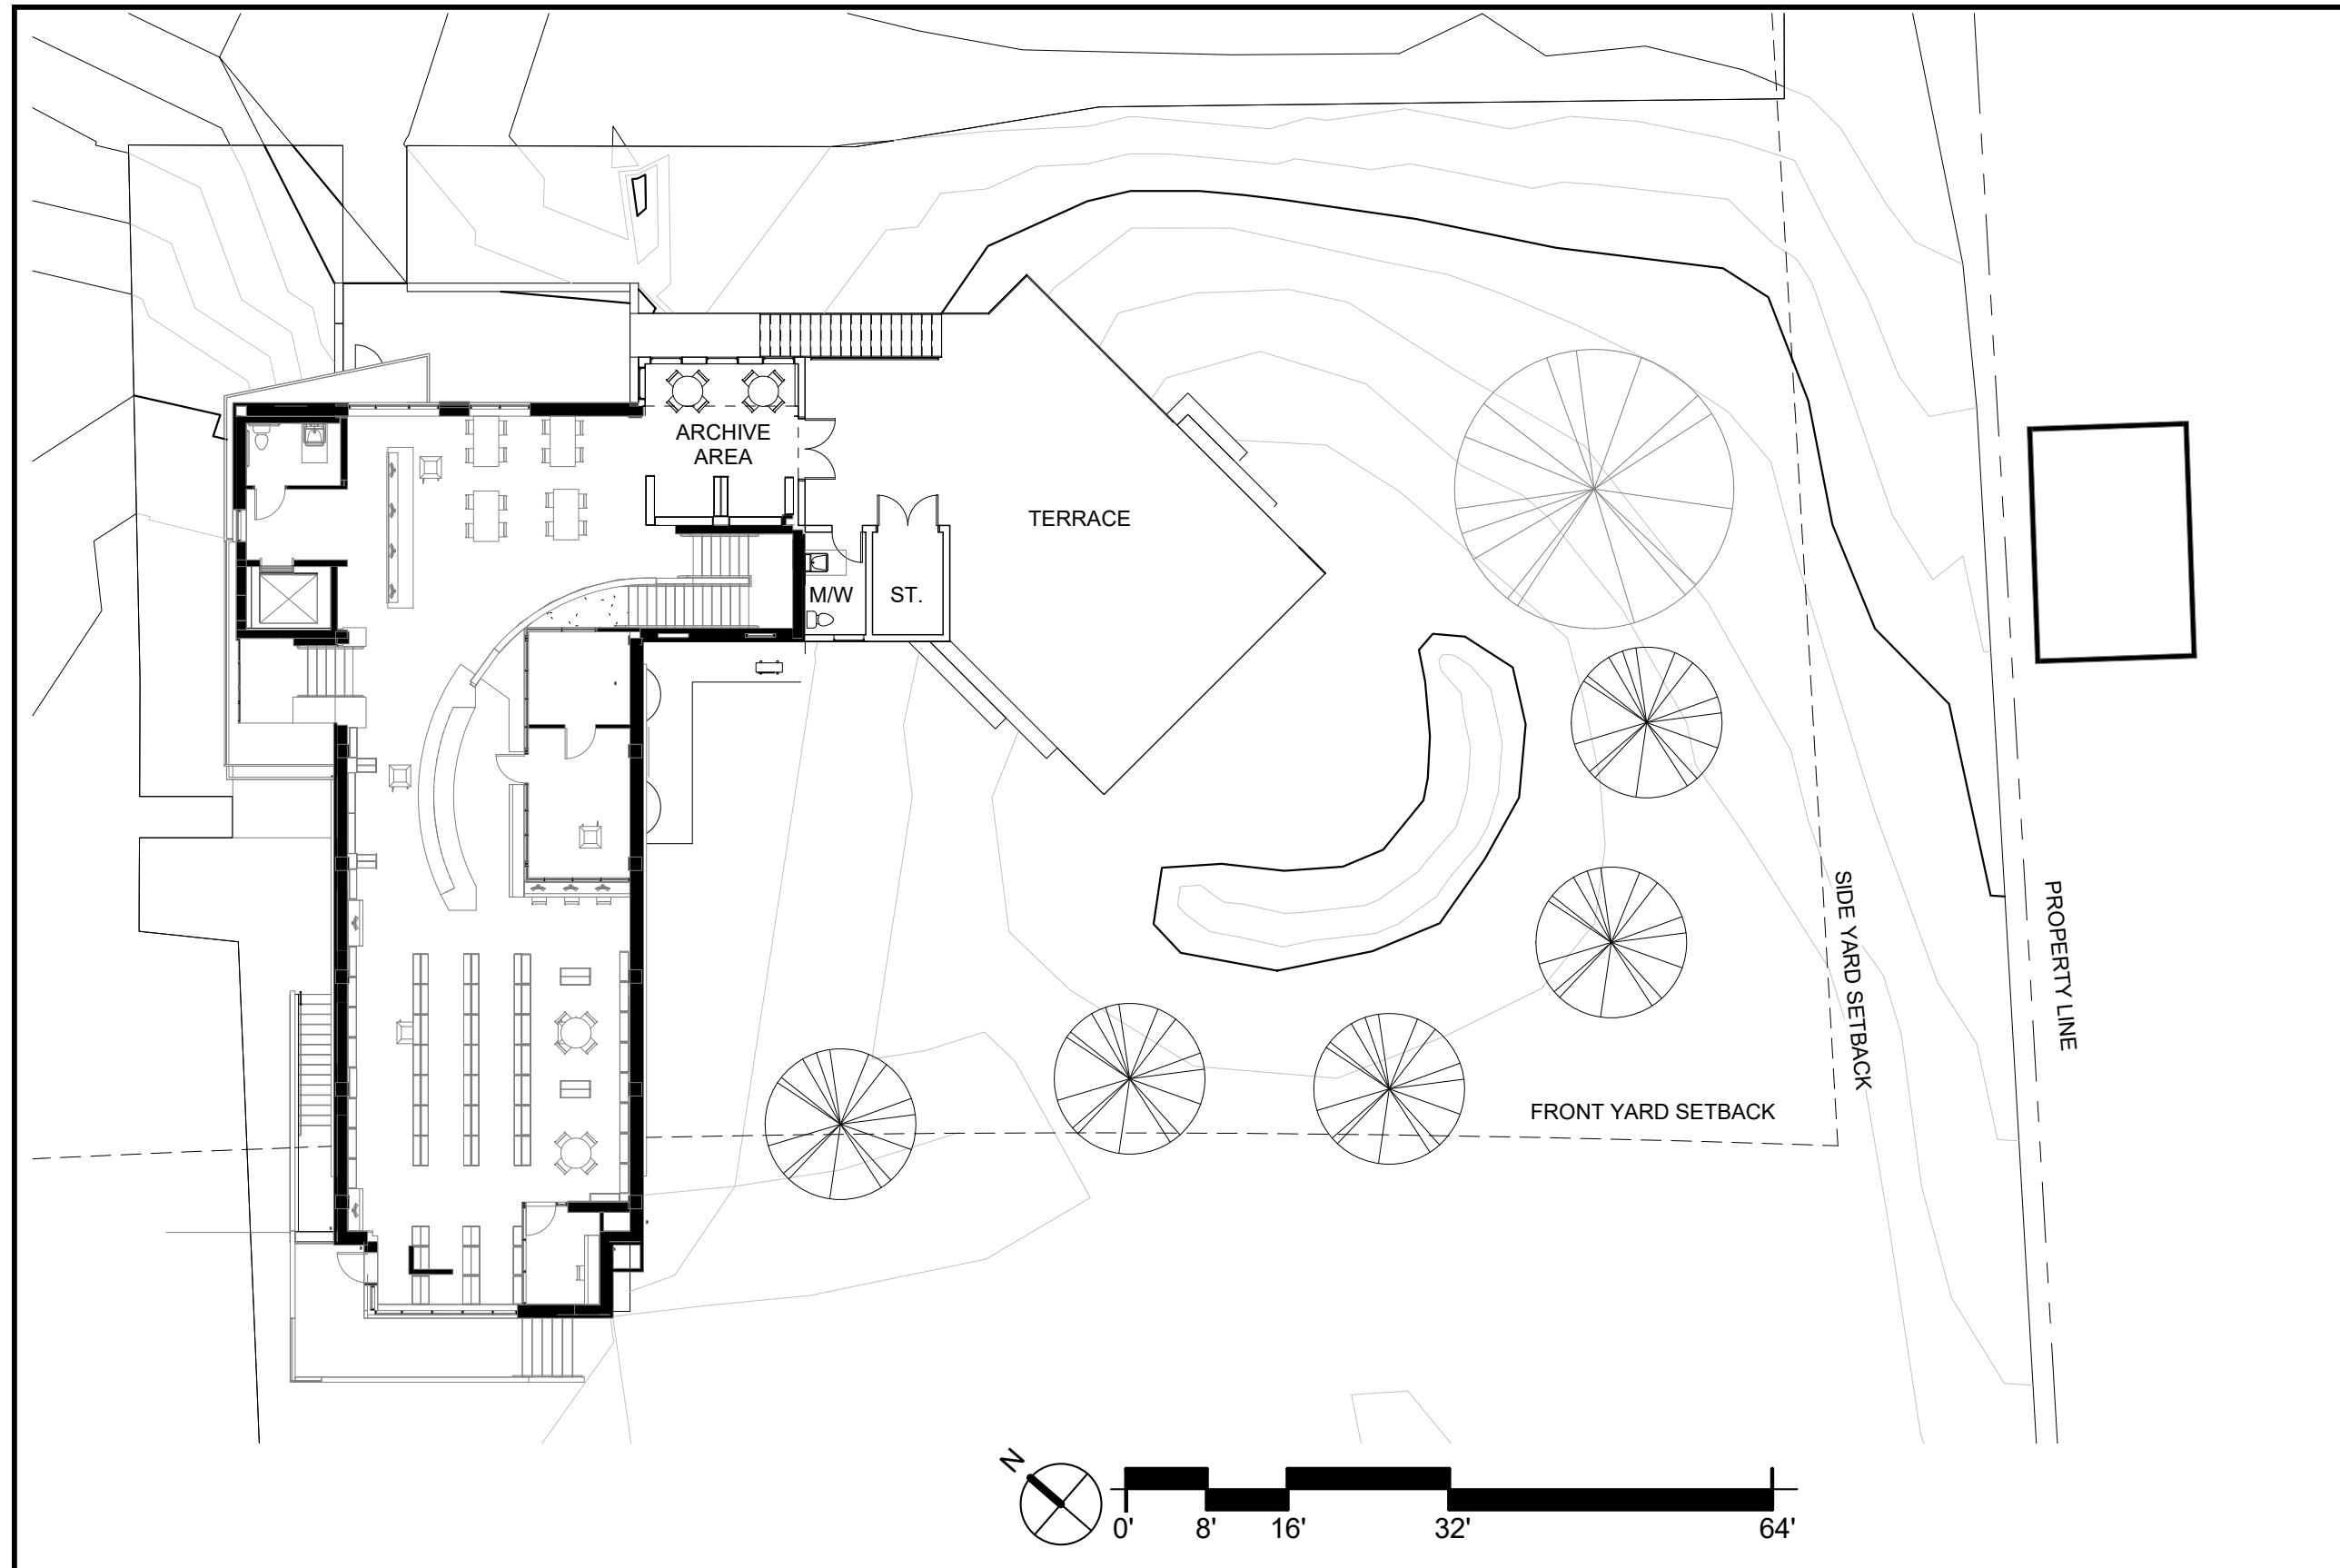 ARCHIVE
AREA
TERRACE
M/W
ST.
SIDE YARD SETBACK
PROPERTY LINE
FRONT YARD SETBACK
N
0' 8' 16' 32' 64'